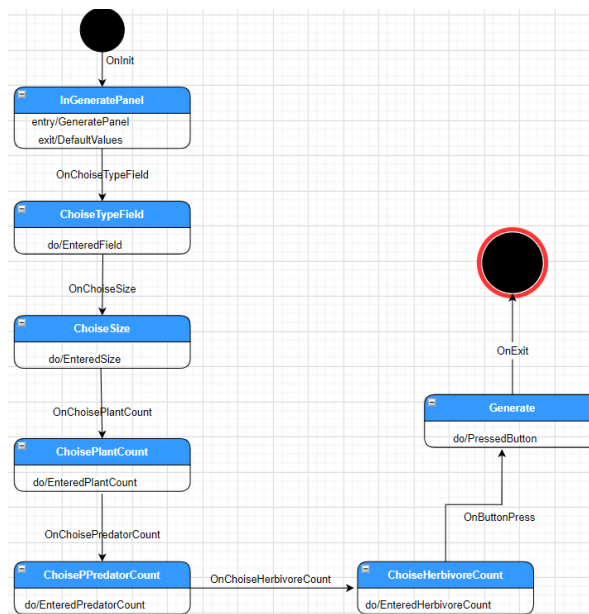 OnInit
InGeneratePanel
entry/GeneratePanel
exit/DefaultValues
OnChoiseTypeField
ChoiseTypeField
do/EnteredField
OnChoiseSize
ChoiseSize
do/EnteredSize
OnChoisePlantCount
ChoisePlantCount
do/EnteredPlantCount
OnChoisePredatorCount
ChoisePPredatorCount
do/EnteredPredatorCount
OnChoiseHerbivoreCount
ChoiseHerbivoreCount
do/EnteredHerbivoreCount
OnButtonPress
Generate
do/PressedButton
OnExit